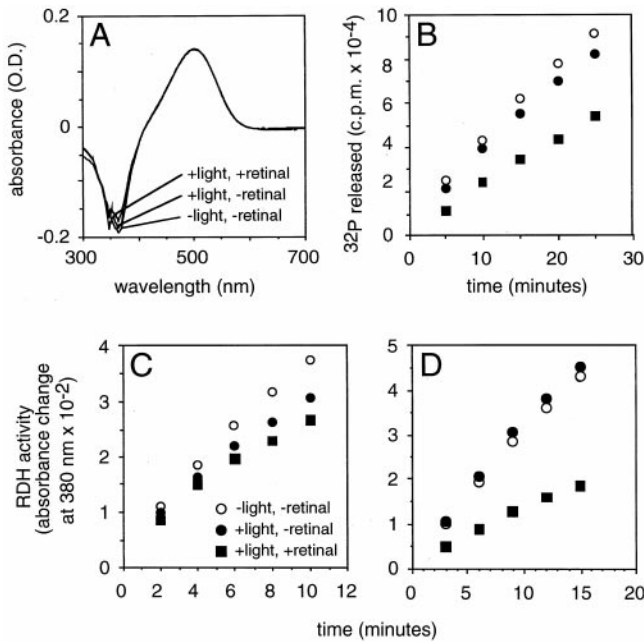 A
0.2
0
-0.2
absorbance (O.D.)
+light, +retinal
+light, -retinal
-light, -retinal
300
500
700
wavelength (nm)
B
10
8
6
4
2
0
32P released (c.p.m. x 10-4)
0
10
20
30
time (minutes)
C
4
3
2
1
0
RDH activity
(absorbance change
at 380 nm x 10-2)
-light, -retinal
+light, -retinal
+light, +retinal
0
2
4
6
8
10
12
D
5
4
3
2
1
0
0
5
10
15
20
time (minutes)